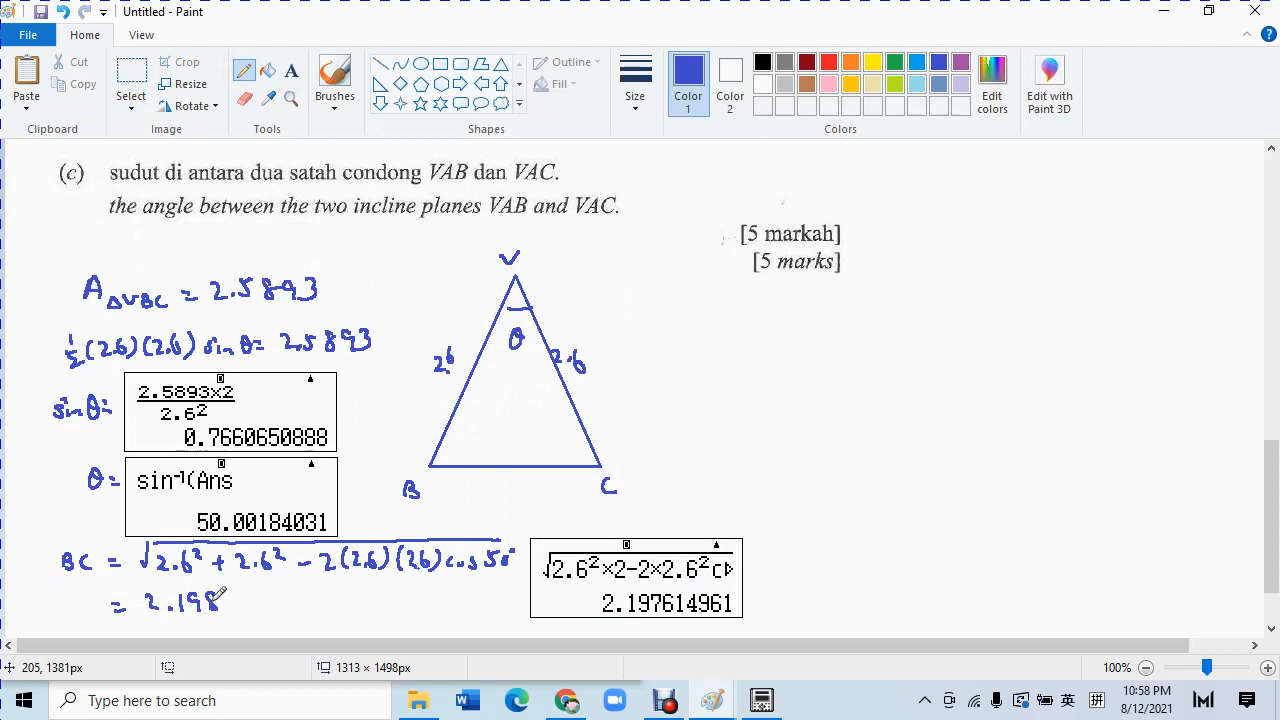 Untitled - Paint
File Home View
Paste Cut Copy Clipboard
Select Crop Resize Rotate Image
Tools
Brushes
Outline Fill Shapes
Size
Color 1 Color 2 Edit colors Colors
Edit with Paint 3D
(c) sudut di antara dua satah condong VAB dan VAC.
the angle between the two incline planes VAB and VAC.
[5 markah]
[5 marks]
A△VBC = 2.5893
½(2.6)(2.6) sin θ = 2.5893
sin θ =
2.5893×2
2.6²
0.7660650888
θ =
sin⁻¹(Ans
50.00184031
V
θ
2.6
2.6
B
C
BC = √2.6² + 2.6² - 2(2.6)(2.6) cos 50°
√2.6²×2-2×2.6²c
= 2.198
2.197614961
205, 1381px
1313 × 1498px
100%
Type here to search
英
拼
10:58 PM
8/12/2021